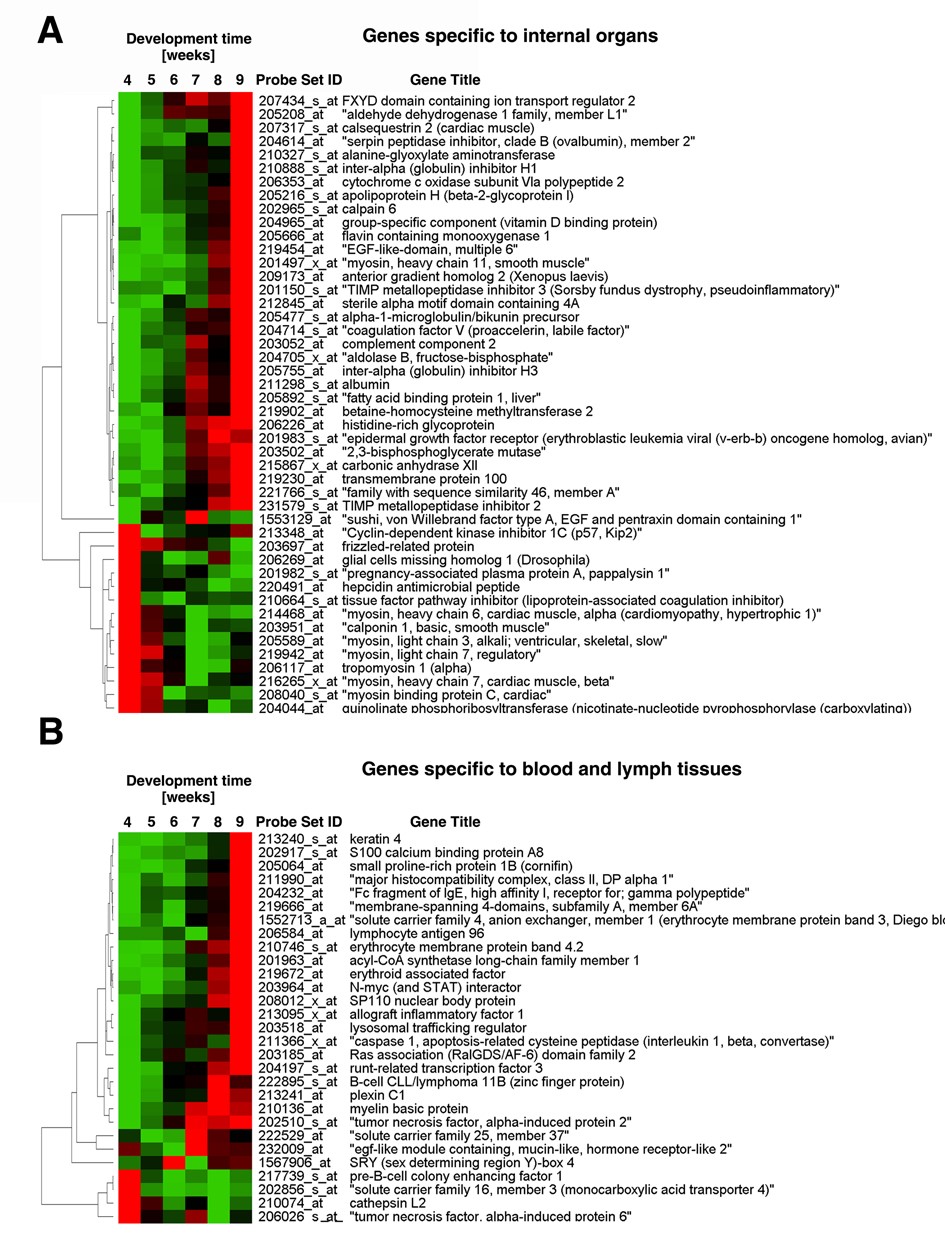 A
Development time
[weeks]
Genes specific to internal organs
4 5 6 7 8 9 Probe Set ID Gene Title
207434_s_at FXYD domain containing ion transport regulator 2
205208_at "aldehyde dehydrogenase 1 family, member L1"
207317_s_at calsequestrin 2 (cardiac muscle)
204614_at "serpin peptidase inhibitor, clade B (ovalbumin), member 2"
210327_s_at alanine-glyoxylate aminotransferase
210888_s_at inter-alpha (globulin) inhibitor H1
206353_at cytochrome c oxidase subunit VIa polypeptide 2
205216_s_at apolipoprotein H (beta-2-glycoprotein I)
202965_s_at calpain 6
204965_at group-specific component (vitamin D binding protein)
205666_at flavin containing monooxygenase 1
219454_at "EGF-like-domain, multiple 6"
201497_x_at "myosin, heavy chain 11, smooth muscle"
209173_at anterior gradient homolog 2 (Xenopus laevis)
201150_s_at "TIMP metallopeptidase inhibitor 3 (Sorsby fundus dystrophy, pseudoinflammatory)"
212845_at sterile alpha motif domain containing 4A
205477_s_at alpha-1-microglobulin/bikunin precursor
204714_s_at "coagulation factor V (proaccelerin, labile factor)"
203052_at complement component 2
204705_x_at "aldolase B, fructose-bisphosphate"
205755_at inter-alpha (globulin) inhibitor H3
211298_s_at albumin
205892_s_at "fatty acid binding protein 1, liver"
219902_at betaine-homocysteine methyltransferase 2
206226_at histidine-rich glycoprotein
201983_s_at "epidermal growth factor receptor (erythroblastic leukemia viral (v-erb-b) oncogene homolog, avian)"
203502_at "2,3-bisphosphoglycerate mutase"
215867_x_at carbonic anhydrase XII
219230_at transmembrane protein 100
221766_s_at "family with sequence similarity 46, member A"
231579_s_at TIMP metallopeptidase inhibitor 2
1553129_at "sushi, von Willebrand factor type A, EGF and pentraxin domain containing 1"
213348_at "Cyclin-dependent kinase inhibitor 1C (p57, Kip2)"
203697_at frizzled-related protein
206269_at glial cells missing homolog 1 (Drosophila)
201982_s_at "pregnancy-associated plasma protein A, pappalysin 1"
220491_at hepcidin antimicrobial peptide
210664_s_at tissue factor pathway inhibitor (lipoprotein-associated coagulation inhibitor)
214468_at "myosin, heavy chain 6, cardiac muscle, alpha (cardiomyopathy, hypertrophic 1)"
203951_at "calponin 1, basic, smooth muscle"
205589_at "myosin, light chain 3, alkali; ventricular, skeletal, slow"
219942_at "myosin, light chain 7, regulatory"
206117_at tropomyosin 1 (alpha)
216265_x_at "myosin, heavy chain 7, cardiac muscle, beta"
208040_s_at "myosin binding protein C, cardiac"
204044_at quinolinate phosphoribosyltransferase (nicotinate-nucleotide pyrophosphorylase (carboxylating))
B
Development time
[weeks]
Genes specific to blood and lymph tissues
4 5 6 7 8 9 Probe Set ID Gene Title
213240_s_at keratin 4
202917_s_at S100 calcium binding protein A8
205064_at small proline-rich protein 1B (cornifin)
211990_at "major histocompatibility complex, class II, DP alpha 1"
204232_at "Fc fragment of IgE, high affinity I, receptor for; gamma polypeptide"
219666_at "membrane-spanning 4-domains, subfamily A, member 6A"
1552713_a_at "solute carrier family 4, anion exchanger, member 1 (erythrocyte membrane protein band 3, Diego
206584_at lymphocyte antigen 96
210746_s_at erythrocyte membrane protein band 4.2
201963_at acyl-CoA synthetase long-chain family member 1
219672_at erythroid associated factor
203964_at N-myc (and STAT) interactor
208012_x_at SP110 nuclear body protein
213095_x_at allograft inflammatory factor 1
203518_at lysosomal trafficking regulator
211366_x_at "caspase 1, apoptosis-related cysteine peptidase (interleukin 1, beta, convertase)"
203185_at Ras association (RalGDS/AF-6) domain family 2
204197_s_at runt-related transcription factor 3
222895_s_at B-cell CLL/lymphoma 11B (zinc finger protein)
213241_at plexin C1
210136_at myelin basic protein
202510_s_at "tumor necrosis factor, alpha-induced protein 2"
222529_at "solute carrier family 25, member 37"
232009_at "egf-like module containing, mucin-like, hormone receptor-like 2"
1567906_at SRY (sex determining region Y)-box 4
217739_s_at pre-B-cell colony enhancing factor 1
202856_s_at "solute carrier family 16, member 3 (monocarboxylic acid transporter 4)"
210074_at cathepsin L2
206026_s_at "tumor necrosis factor, alpha-induced protein 6"